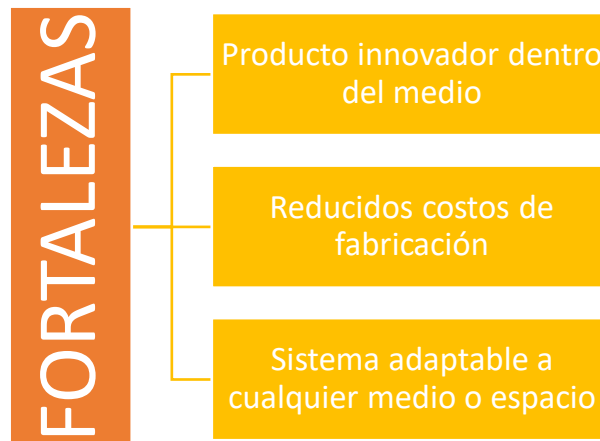 FORTALEZAS
Producto innovador dentro
del medio
Reducidos costos de
fabricación
Sistema adaptable a
cualquier medio o espacio